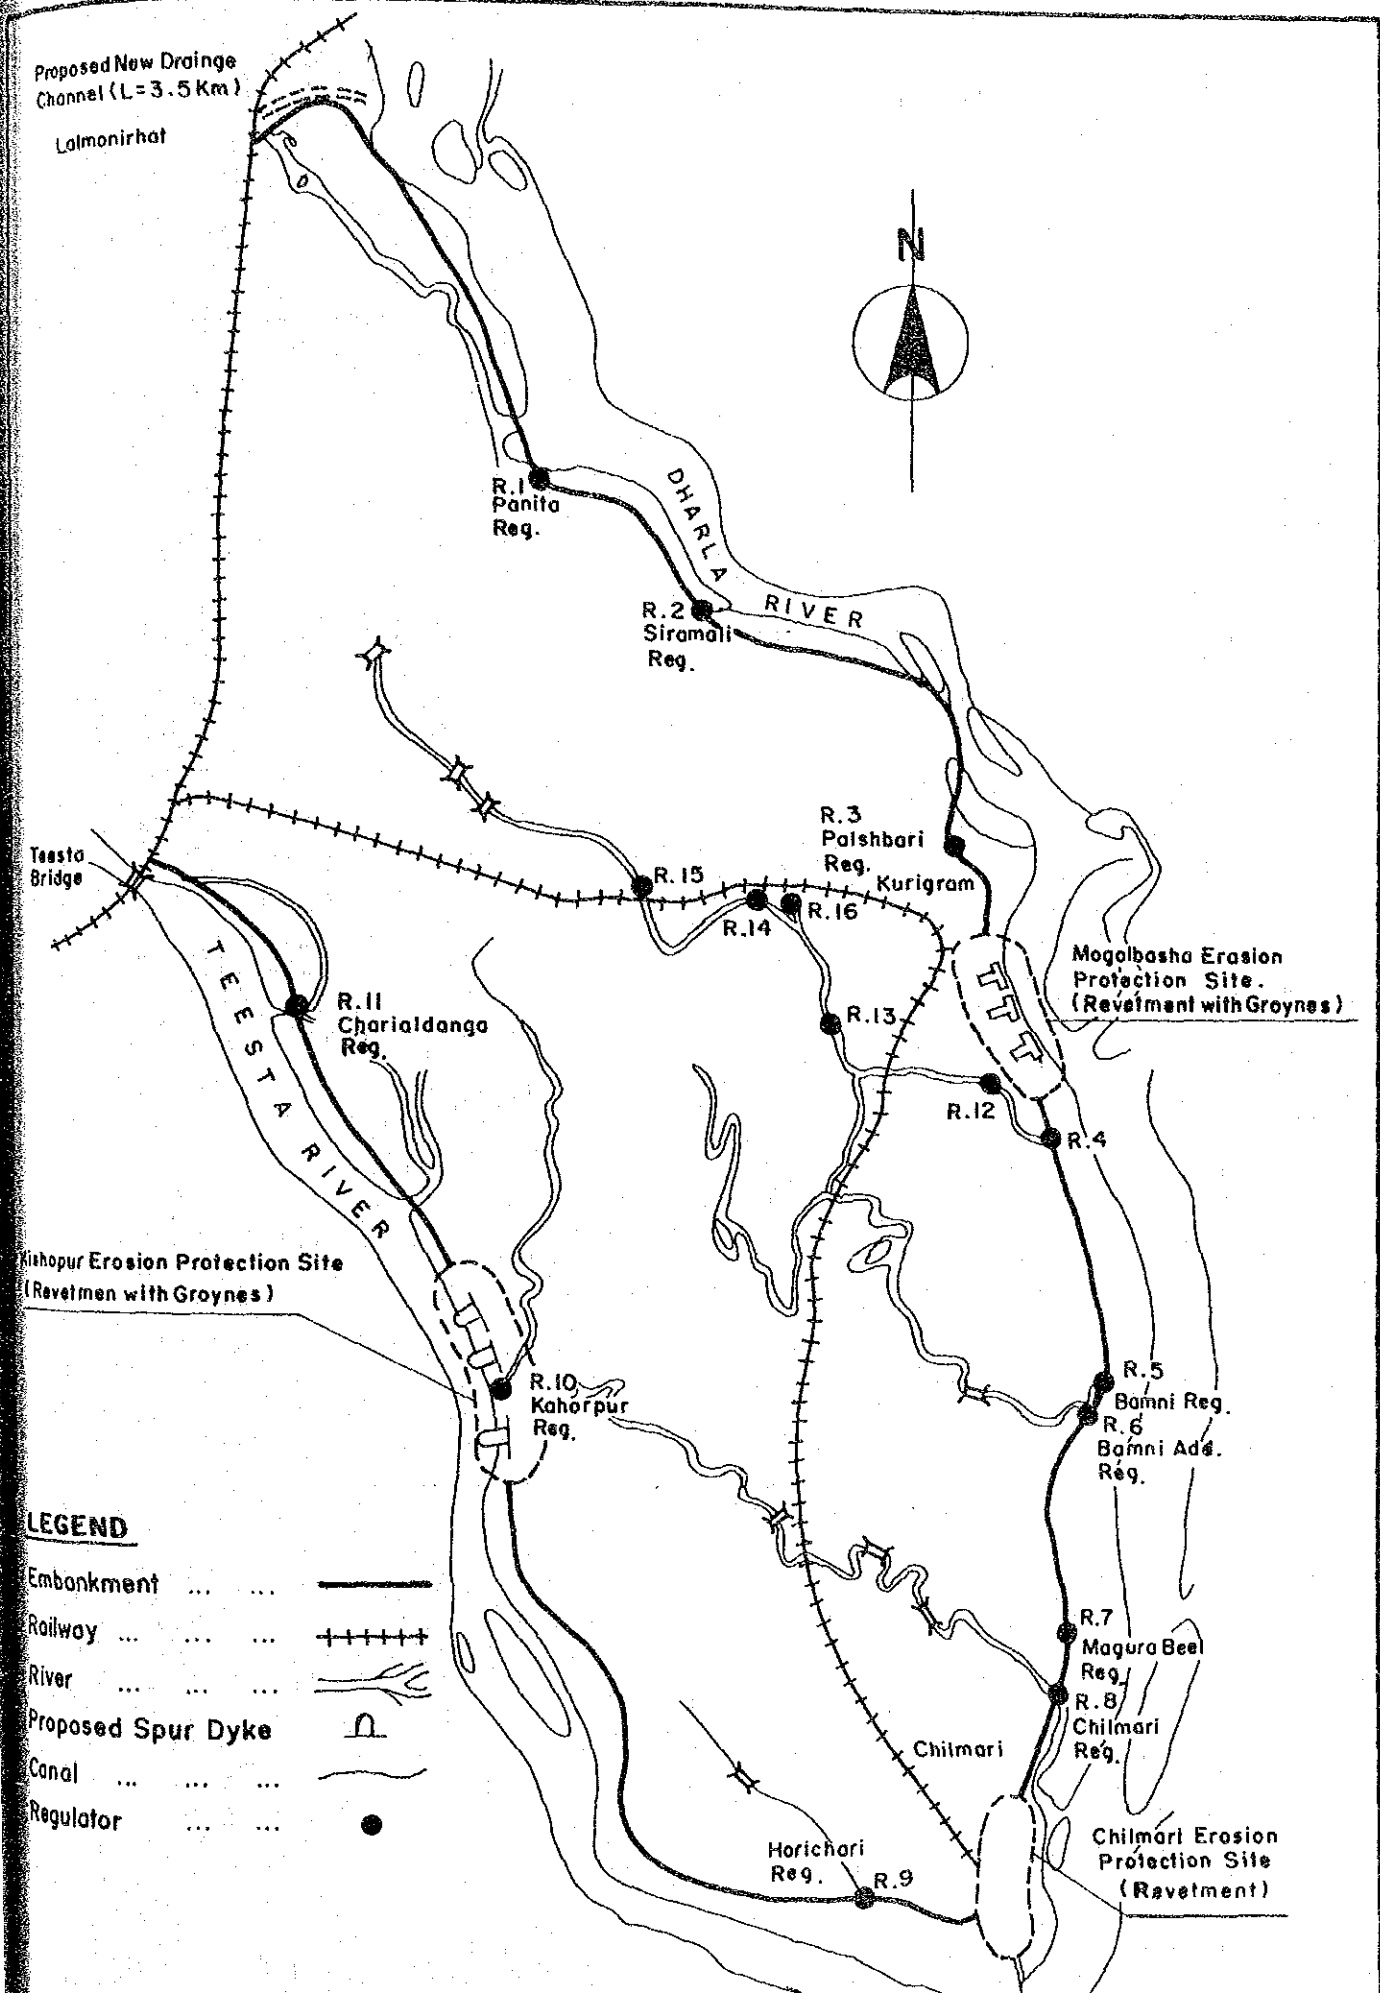 Proposed New Drainge
Channel (L=3.5Km)
Lalmonirhat
N
R.1
Panita
Reg.
DHARLA RIVER
R.2
Siramali
Reg.
R.3
Palshbari
Reg.
Kurigram
Teesta
Bridge
R.15
R.14
R.16
Mogolbasha Erosion
Protection Site.
(Revetment with Groynes)
R.11
Charialdanga
Reg.
R.13
TEESTA RIVER
R.12
R.4
Kishopur Erosion Protection Site
(Revetmen with Groynes)
R.5
Bamni Reg.
R.6
Bamni Add.
Reg.
R.10
Kahorpur
Reg.
LEGEND
Embankment ... ...
Railway ... ... ...
River ... ... ...
Proposed Spur Dyke
Canal ... ... ...
Regulator ... ...
R.7
Magura Beel
Reg.
R.8
Chilmari
Reg.
Chilmari
Horichari
Reg.
R.9
Chilmari Erosion
Protection Site
(Revetment)